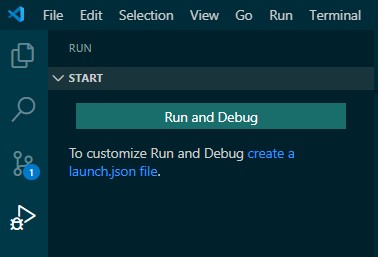 File Edit Selection View Go Run Terminal
RUN
START
Run and Debug
To customize Run and Debug create a
launch.json file.
1